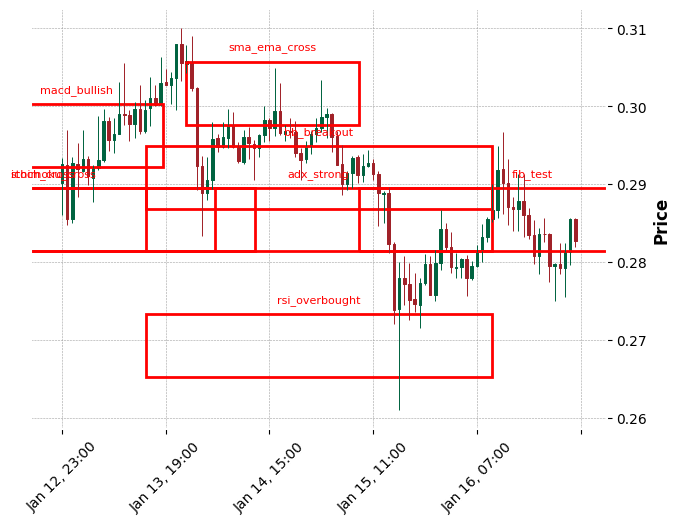 sma_ema_cross
macd_bullish
adx_strong
fib_test
rsi_overbought
0.31
0.30
0.29
0.28
0.27
0.26
Price
Jan 12, 23:00
Jan 13, 19:00
Jan 14, 15:00
Jan 15, 11:00
Jan 16, 07:00